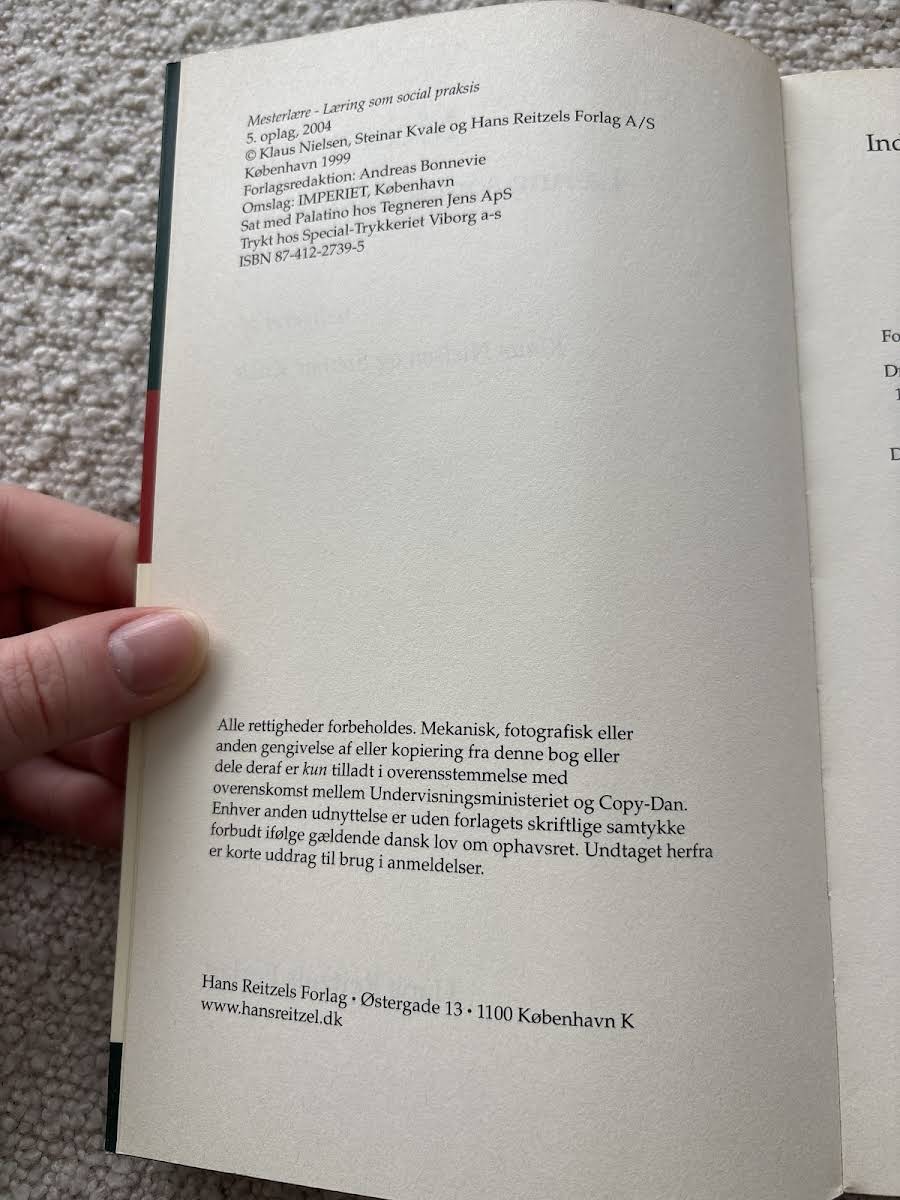 Mesterlære - Læring som social praksis
5. oplag, 2004
© Klaus Nielsen, Steinar Kvale og Hans Reitzels Forlag A/S
København 1999
Forlagsredaktion: Andreas Bonnevie
Omslag: IMPERIET, København
Sat med Palatino hos Tegneren Jens ApS
Trykt hos Special-Trykkeriet Viborg a-s
ISBN 87-412-2739-5
Alle rettigheder forbeholdes. Mekanisk, fotografisk eller
anden gengivelse af eller kopiering fra denne bog eller
dele deraf er kun tilladt i overensstemmelse med
overenskomst mellem Undervisningsministeriet og Copy-Dan.
Enhver anden udnyttelse er uden forlagets skriftlige samtykke
forbudt ifølge gældende dansk lov om ophavsret. Undtaget herfra
er korte uddrag til brug i anmeldelser.
Hans Reitzels Forlag • Østergade 13 • 1100 København K
www.hansreitzel.dk